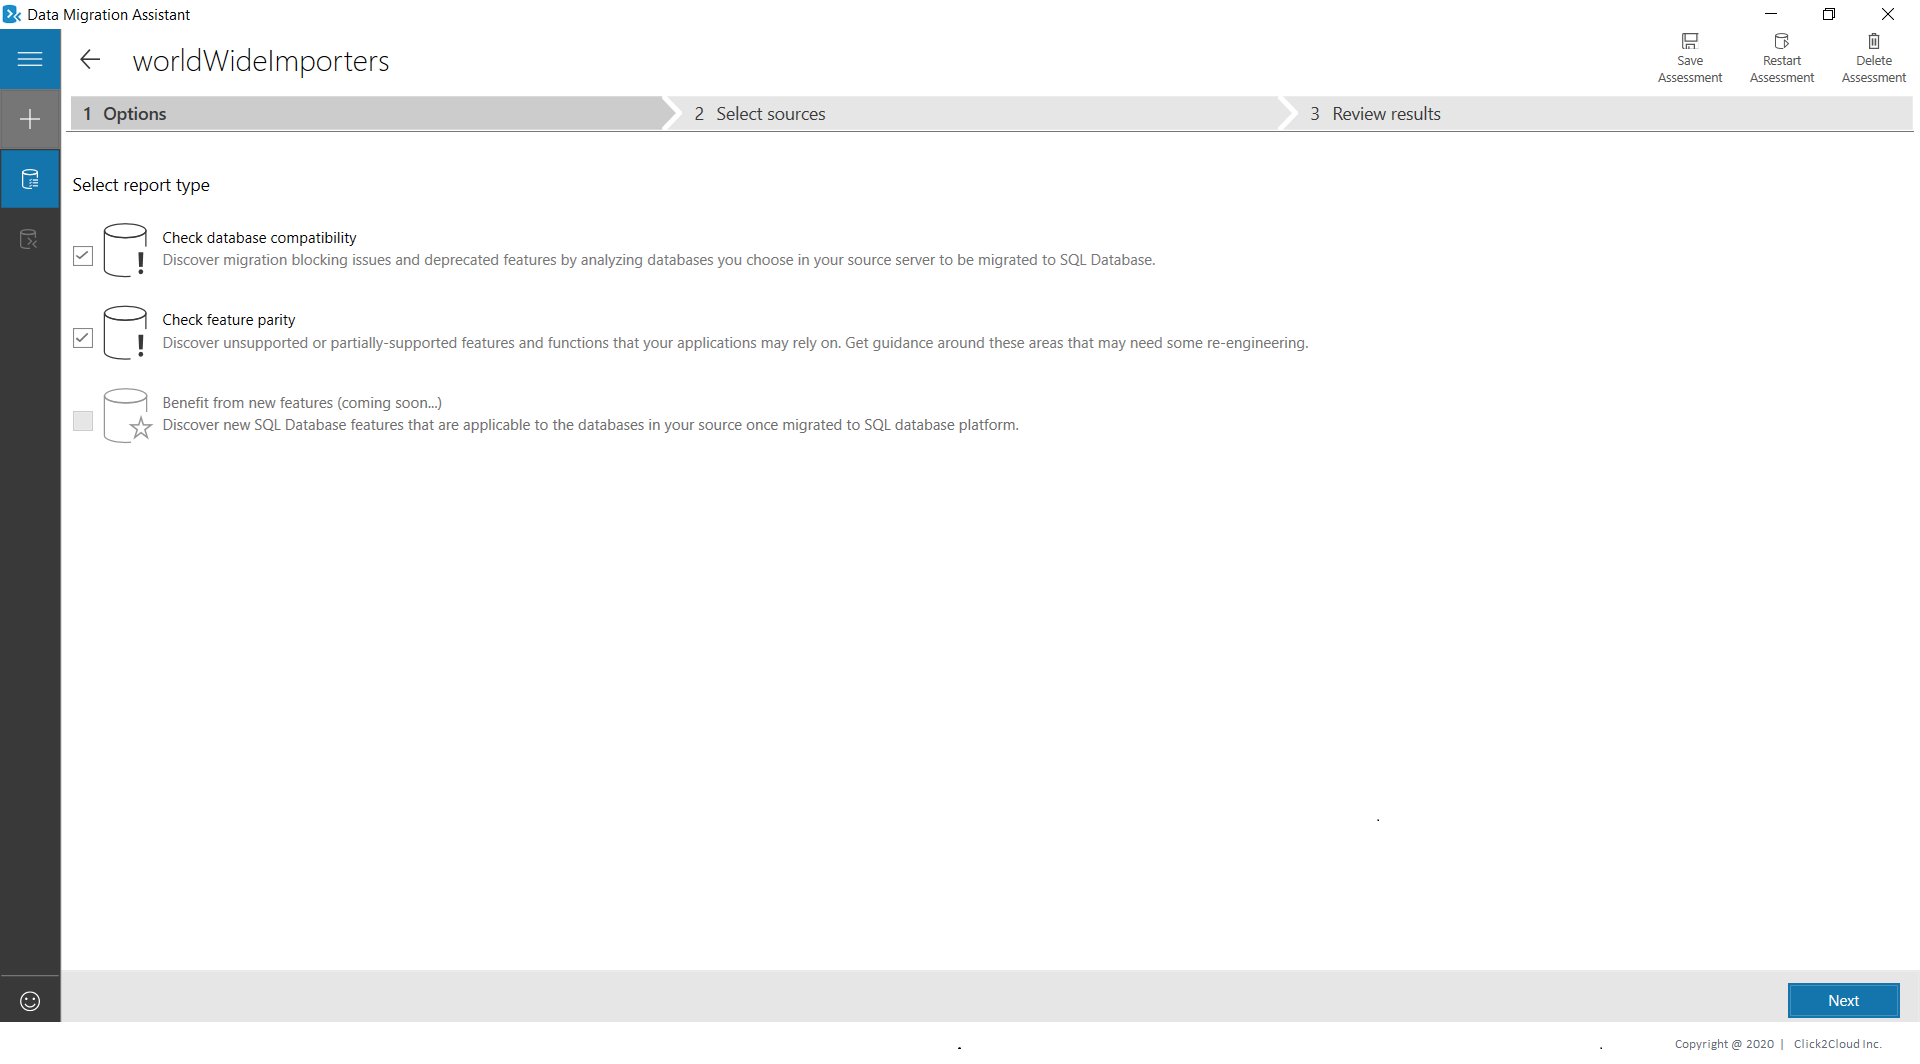 Data Migration Assistant
worldWideImporters
Save Assessment
Restart Assessment
Delete Assessment
1 Options
2 Select sources
3 Review results
Select report type
Check database compatibility
Discover migration blocking issues and deprecated features by analyzing databases you choose in your source server to be migrated to SQL Database.
Check feature parity
Discover unsupported or partially-supported features and functions that your applications may rely on. Get guidance around these areas that may need some re-engineering.
Benefit from new features (coming soon...)
Discover new SQL Database features that are applicable to the databases in your source once migrated to SQL database platform.
Next
Copyright @ 2020 | Click2Cloud Inc.